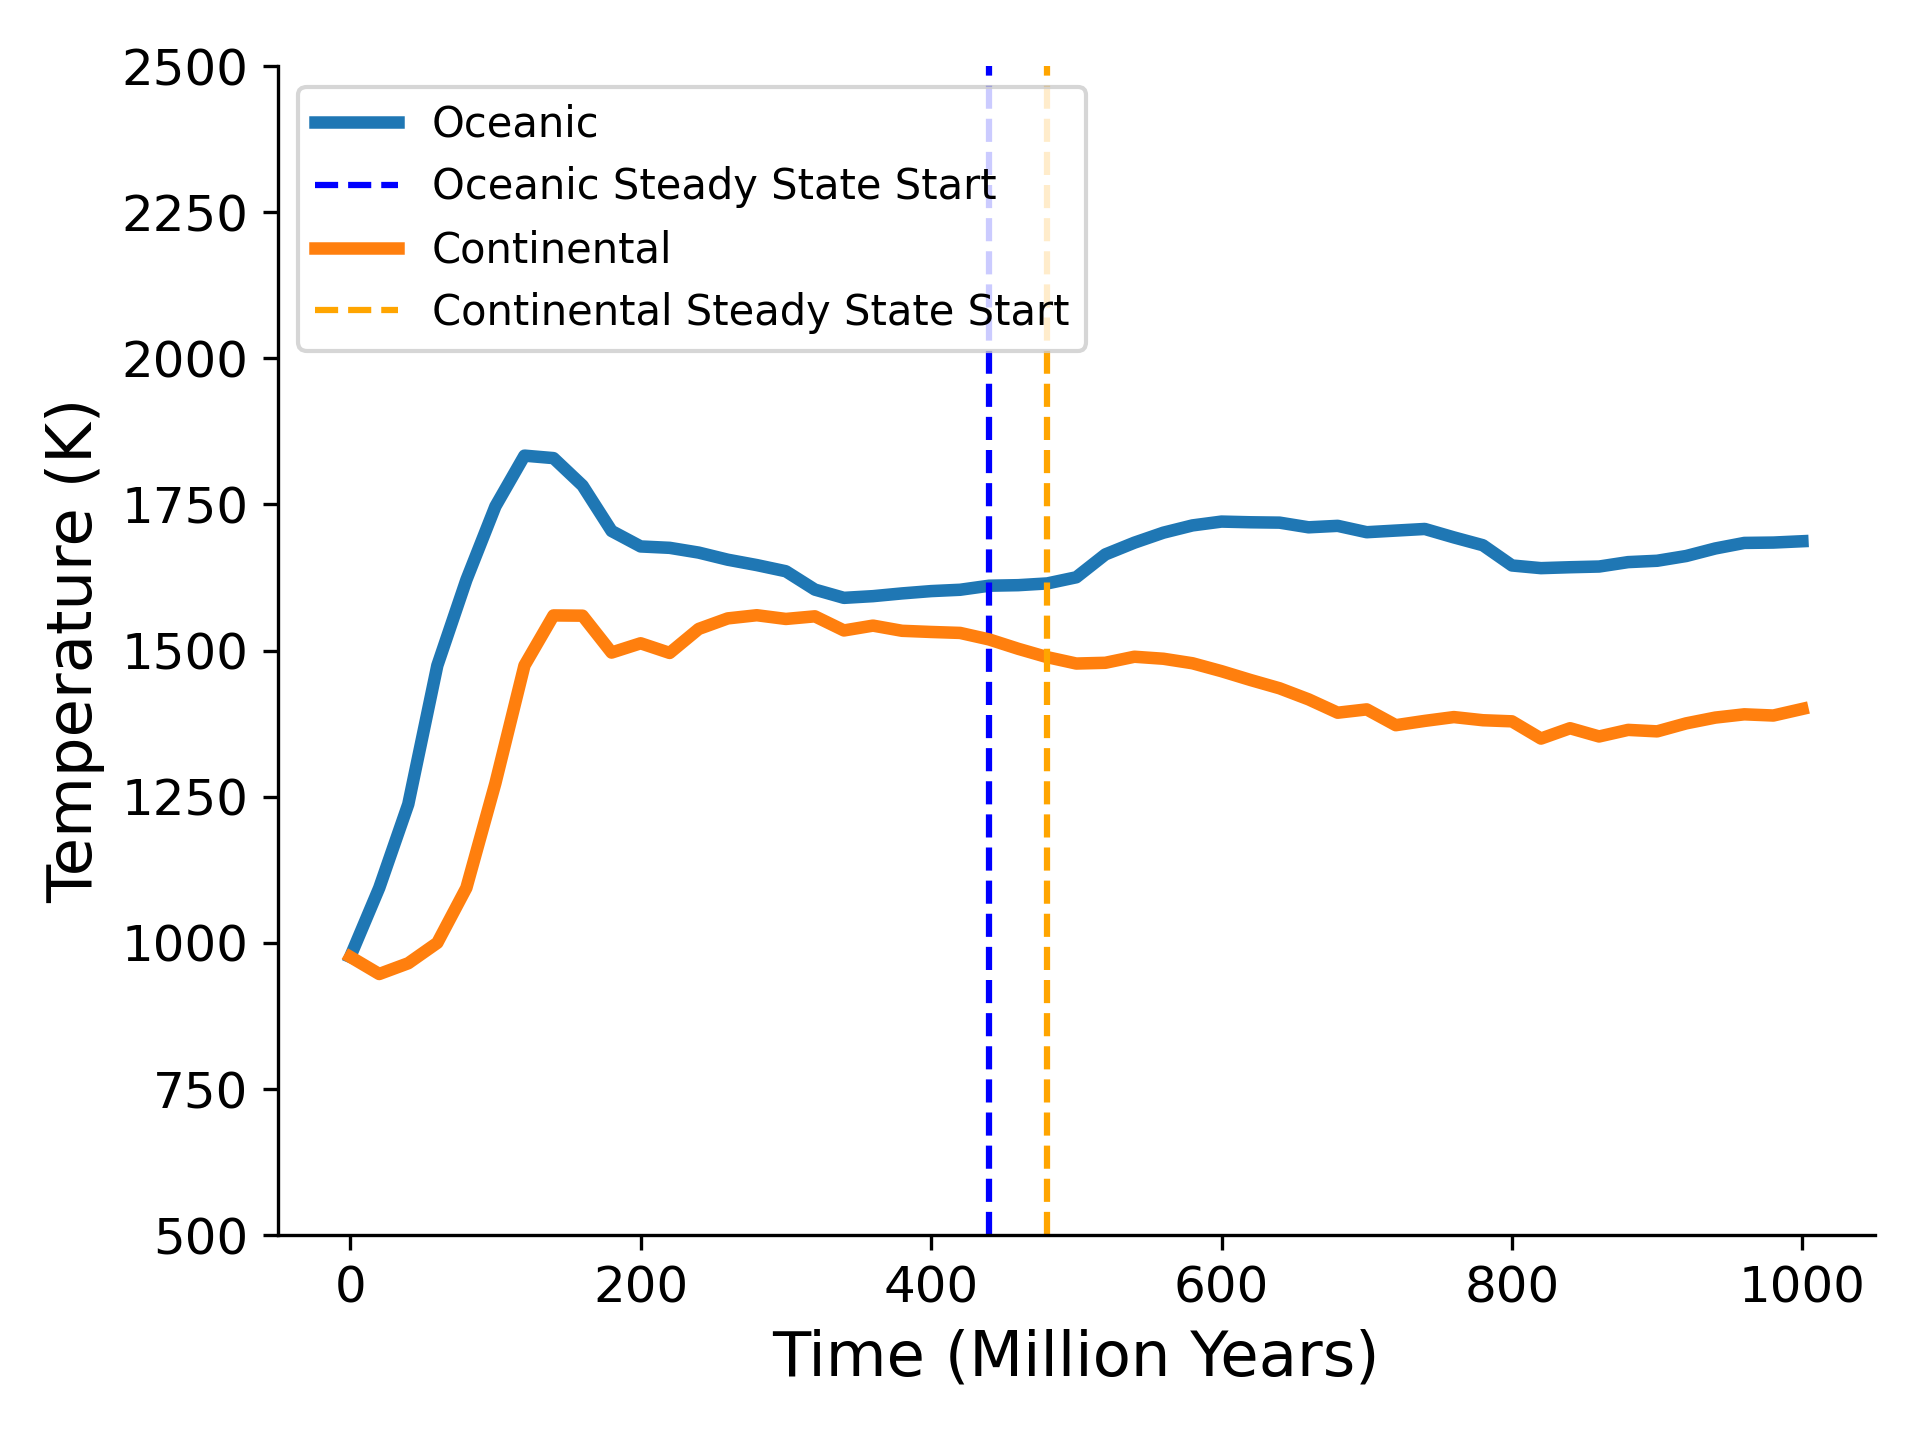 2500
2250
2000
1750
1500
1250
1000
750
500
Temperature (K)
Oceanic
Oceanic Steady State Start
Continental
Continental Steady State Start
0 200 400 600 800 1000
Time (Million Years)